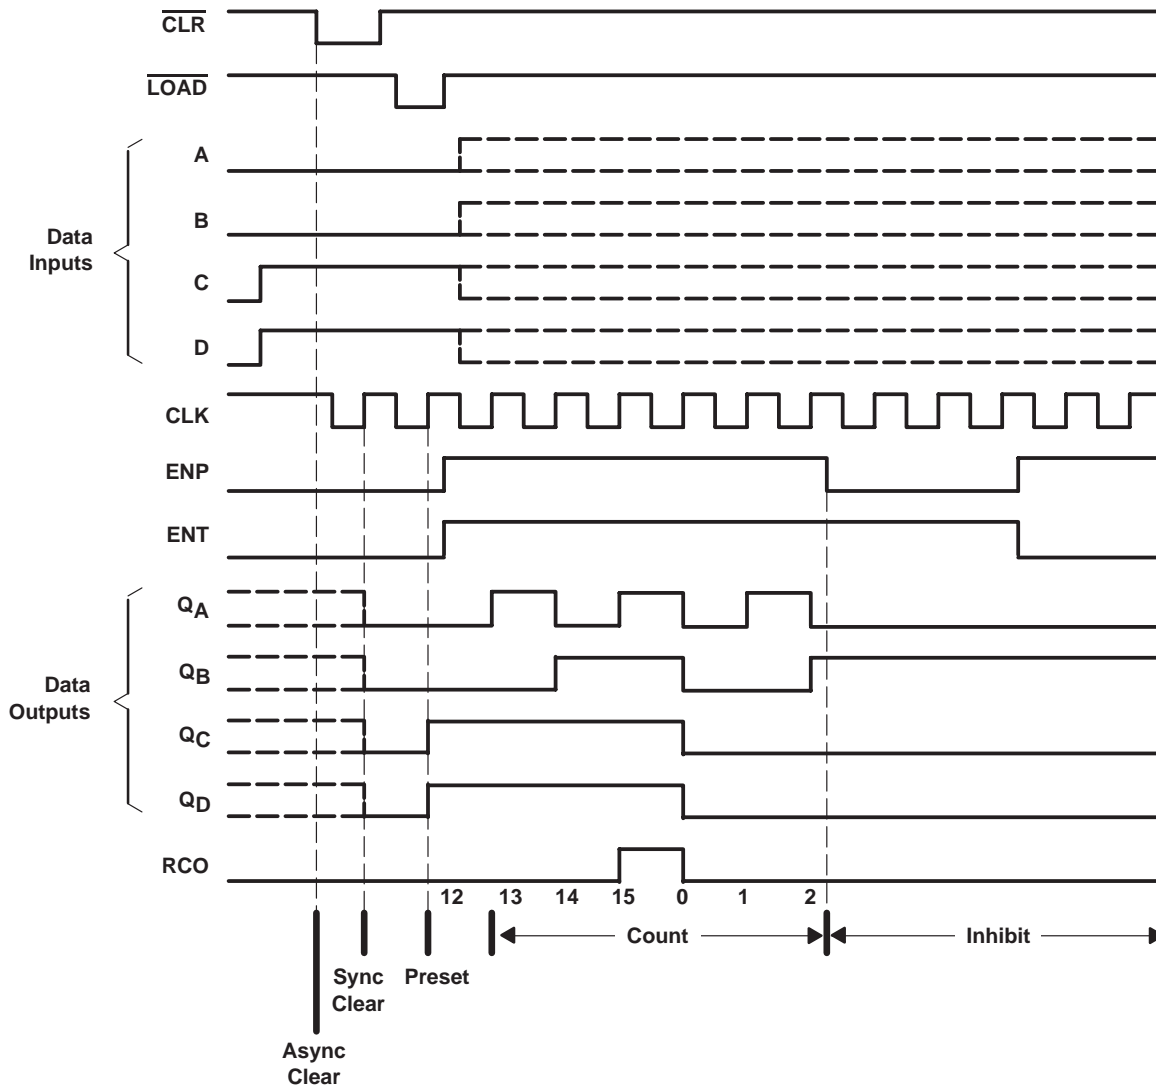 CLR
LOAD
A
B
Data
Inputs
C
D
CLK
ENP
ENT
QA
QB
Data
Outputs
QC
QD
RCO
12 13 14 15 0 1 2
Count Inhibit
Sync
Clear
Preset
Async
Clear